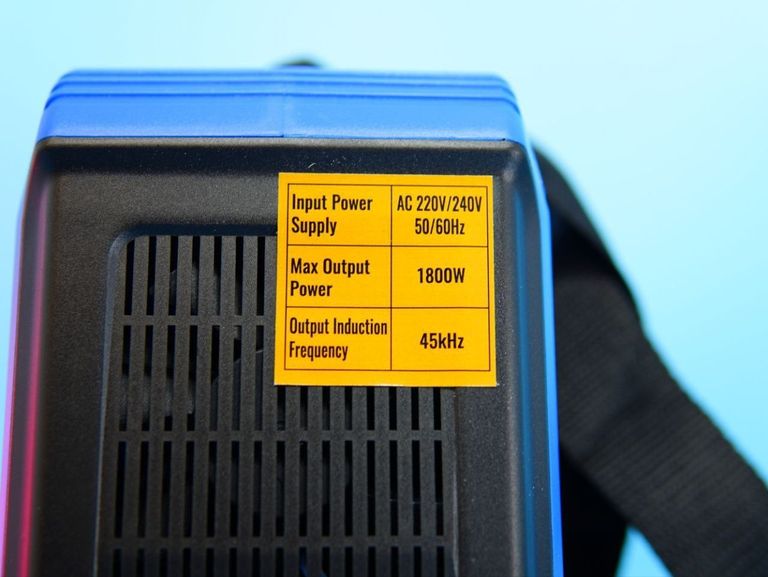 Input Power
Supply
AC 220V/240V
50/60Hz
Max Output
Power
1800W
Output Induction
Frequency
45kHz